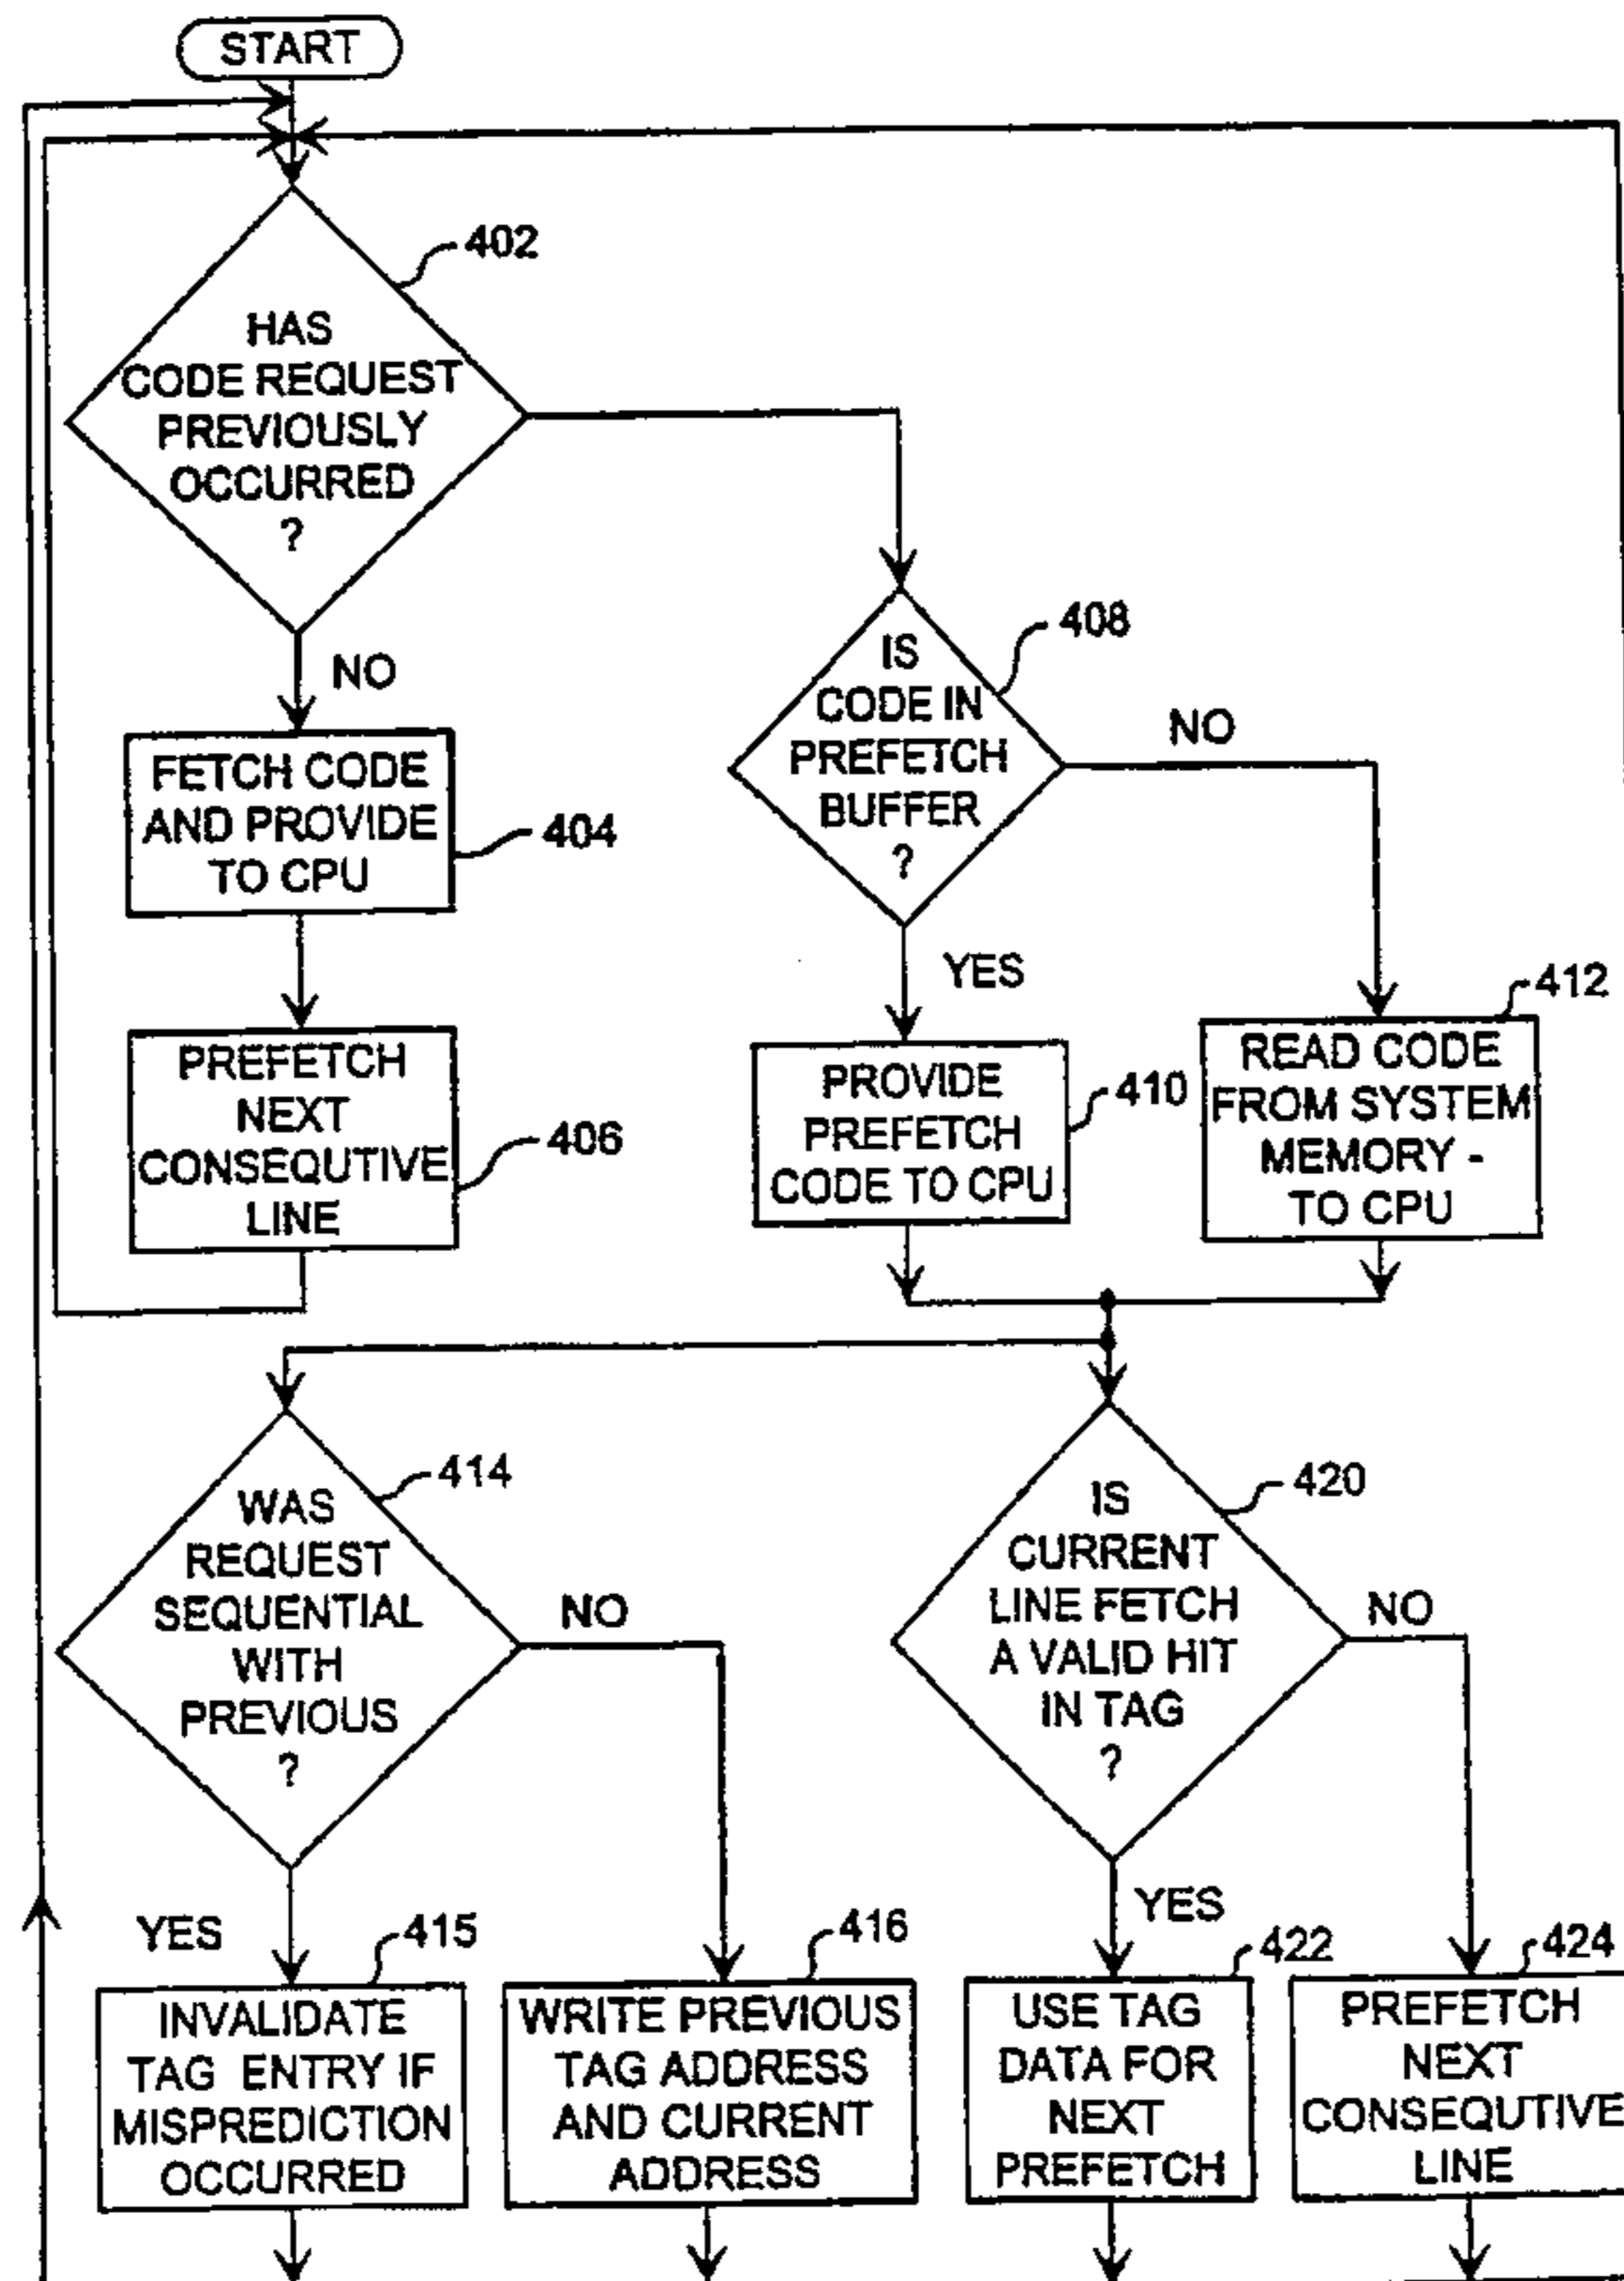 START
402
HAS
CODE REQUEST
PREVIOUSLY
OCCURRED
?
NO
FETCH CODE
AND PROVIDE
TO CPU
404
PREFETCH
NEXT
CONSEQUTIVE
LINE
406
408
IS
CODE IN
PREFETCH
BUFFER
?
NO
YES
PROVIDE
PREFETCH
CODE TO CPU
410
412
READ CODE
FROM SYSTEM
MEMORY -
TO CPU
414
WAS
REQUEST
SEQUENTIAL
WITH
PREVIOUS
?
NO
YES
415
INVALIDATE
TAG ENTRY IF
MISPREDICTION
OCCURRED
416
WRITE PREVIOUS
TAG ADDRESS
AND CURRENT
ADDRESS
420
IS
CURRENT
LINE FETCH
A VALID HIT
IN TAG
?
NO
YES
422
USE TAG
DATA FOR
NEXT
PREFETCH
424
PREFETCH
NEXT
CONSEQUTIVE
LINE